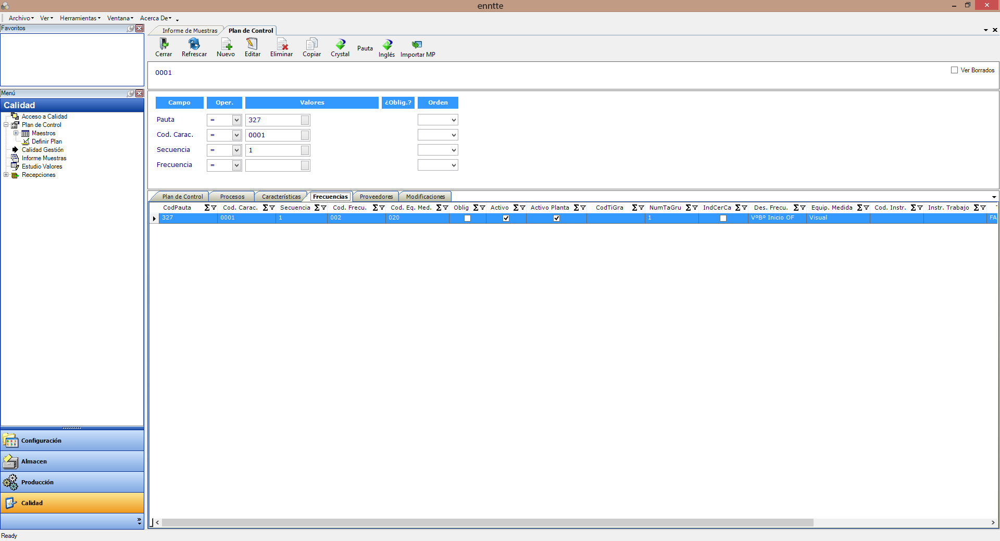 enntte
Archivo Ver Herramientas Ventana Acerca De
Favoritos
Menú
Calidad
Acceso a Calidad
Plan de Control
Maestros
Definir Plan
Calidad Gestión
Informe Muestras
Estudio Valores
Recepciones
Configuración
Almacen
Producción
Calidad
Informe de Muestras Plan de Control
Cerrar Refrescar Nuevo Editar Eliminar Copiar Crystal Pauta Inglés Importar MP
0001
Ver Borrados
Campo Oper. Valores ¿Oblig.? Orden
Pauta = 327
Cod. Carac. = 0001
Secuencia = 1
Frecuencia =
Plan de Control Procesos Características Frecuencias Proveedores Modificaciones
CodPauta Cod. Carac. Secuencia Cod. Frecu. Cod. Eq. Med. Oblig Activo Activo Planta CodTiGra NumTaGru IndCerCa Des. Frecu. Equip. Medida Cod. Instr. Instr. Trabajo
327 0001 1 002 020 1 VºBº Inicio OF Visual FA
Ready